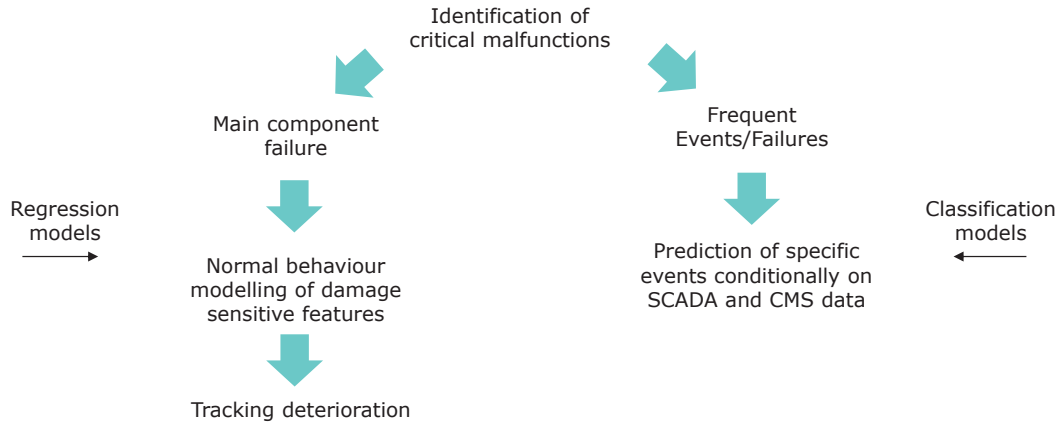 Identification of
critical malfunctions
Main component
failure
Frequent
Events/Failures
Regression
models
Classification
models
Normal behaviour
modelling of damage
sensitive features
Prediction of specific
events conditionally on
SCADA and CMS data
Tracking deterioration